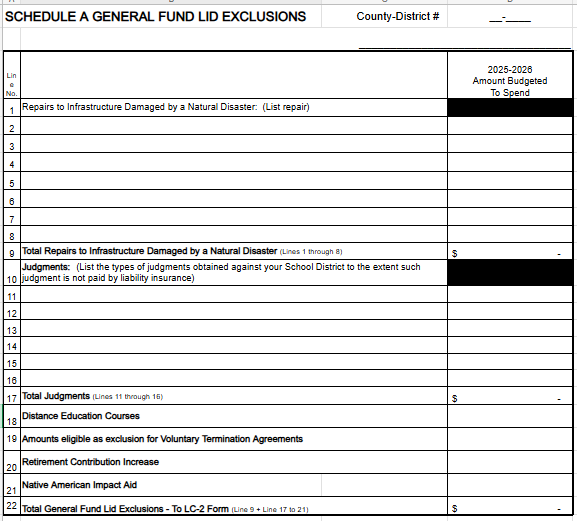 SCHEDULE A GENERAL FUND LID EXCLUSIONS County-District # __-____
Lin
e
No.
2025-2026
Amount Budgeted
To Spend
1 Repairs to Infrastructure Damaged by a Natural Disaster: (List repair)
2
3
4
5
6
7
8
9 Total Repairs to Infrastructure Damaged by a Natural Disaster (Lines 1 through 8) $ -
Judgments: (List the types of judgments obtained against your School District to the extent such
10 judgment is not paid by liability insurance)
11
12
13
14
15
16
17 Total Judgments (Lines 11 through 16) $ -
18 Distance Education Courses
19 Amounts eligible as exclusion for Voluntary Termination Agreements
20 Retirement Contribution Increase
21 Native American Impact Aid
22 Total General Fund Lid Exclusions - To LC-2 Form (Line 9 + Line 17 to 21) $ -